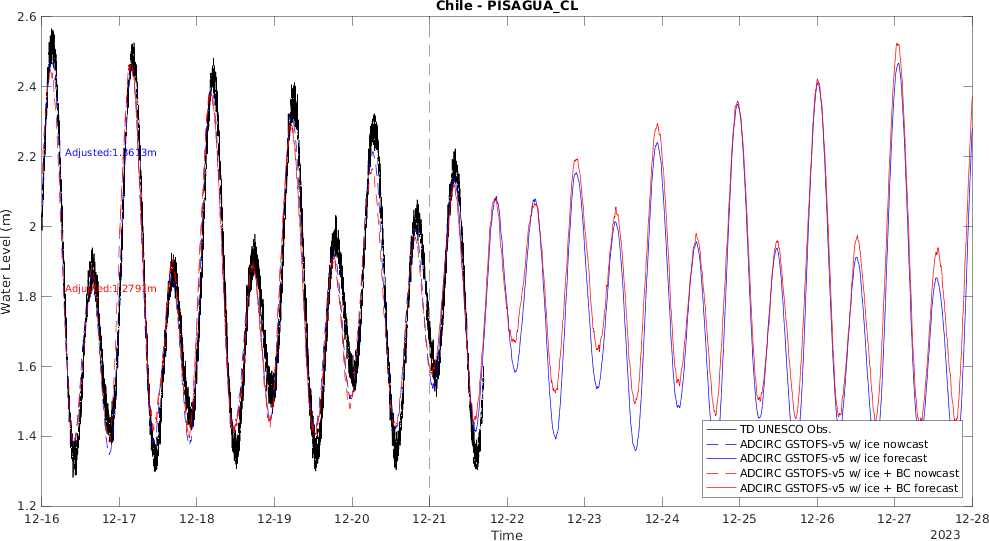 Chile - PISAGUA_CL
Water Level (m)
2.6
2.4
2.2
2
1.8
1.6
1.4
1.2
Adjusted:1.3613m
Adjusted:1.2791m
TD UNESCO Obs.
ADCIRC GSTOFS-v5 w/ ice nowcast
ADCIRC GSTOFS-v5 w/ ice forecast
ADCIRC GSTOFS-v5 w/ ice + BC nowcast
ADCIRC GSTOFS-v5 w/ ice + BC forecast
12-16 12-17 12-18 12-19 12-20 12-21 12-22 12-23 12-24 12-25 12-26 12-27 12-28
Time
2023